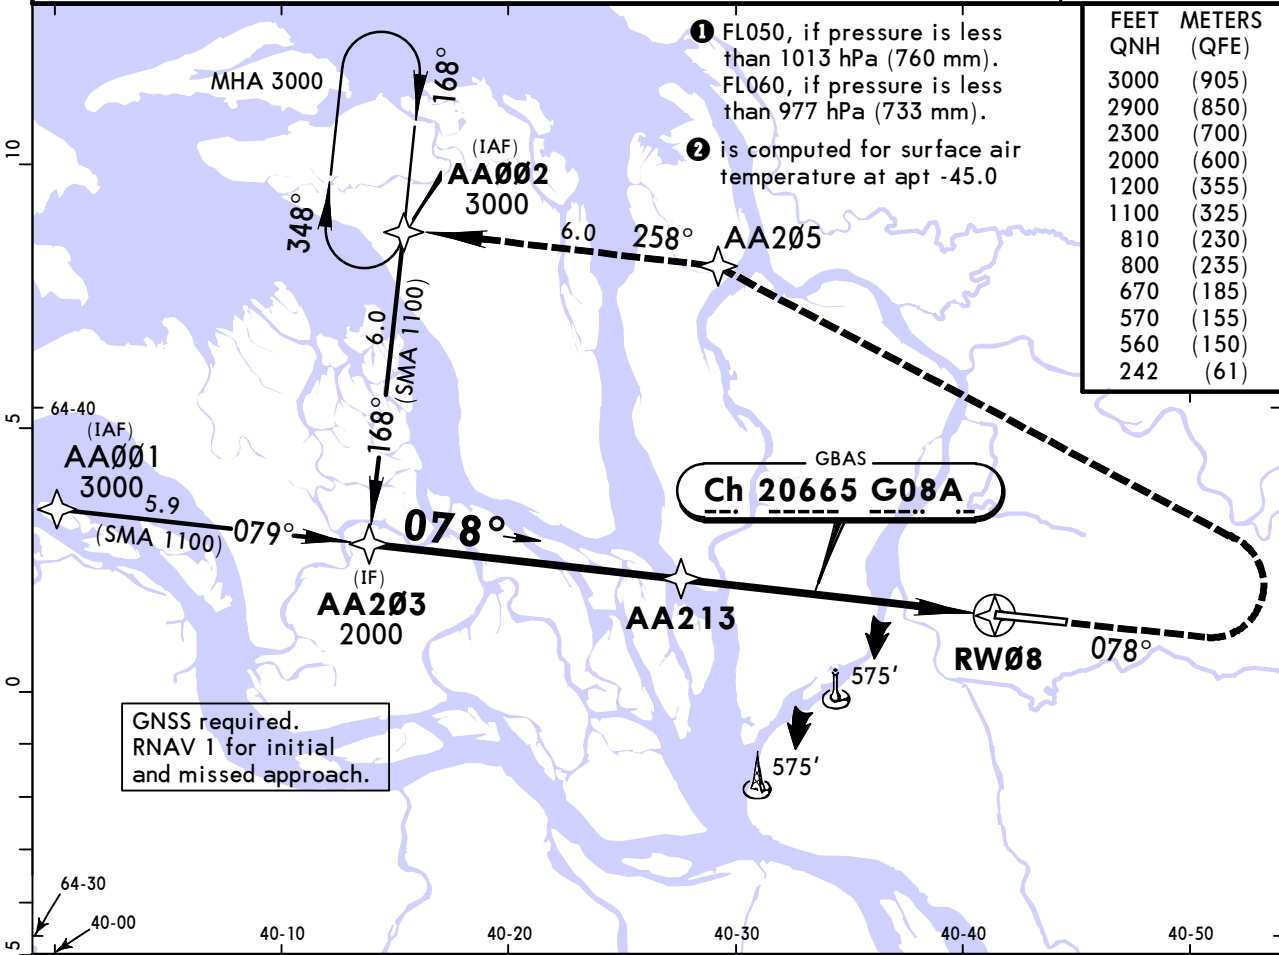 ❶ FL050, if pressure is less
than 1013 hPa (760 mm).
FL060, if pressure is less
than 977 hPa (733 mm).
❷ is computed for surface air
temperature at apt -45.0
FEET METERS
QNH (QFE)
3000 (905)
2900 (850)
2300 (700)
2000 (600)
1200 (355)
1100 (325)
810 (230)
800 (235)
670 (185)
570 (155)
560 (150)
242 (61)
MHA 3000
168°
348°
(IAF)
AAØØ2
3000
6.0
258°
AA2Ø5
6.0
(SMA 1100)
168°
10
5
0
5
64-40
(IAF)
AAØØ1
3000
5.9
(SMA 1100)
079°
078°
(IF)
AA2Ø3
2000
GBAS
Ch 20665 G08A
AA213
RWØ8
078°
575'
575'
GNSS required.
RNAV 1 for initial
and missed approach.
64-30
40-00
40-10
40-20
40-30
40-40
40-50